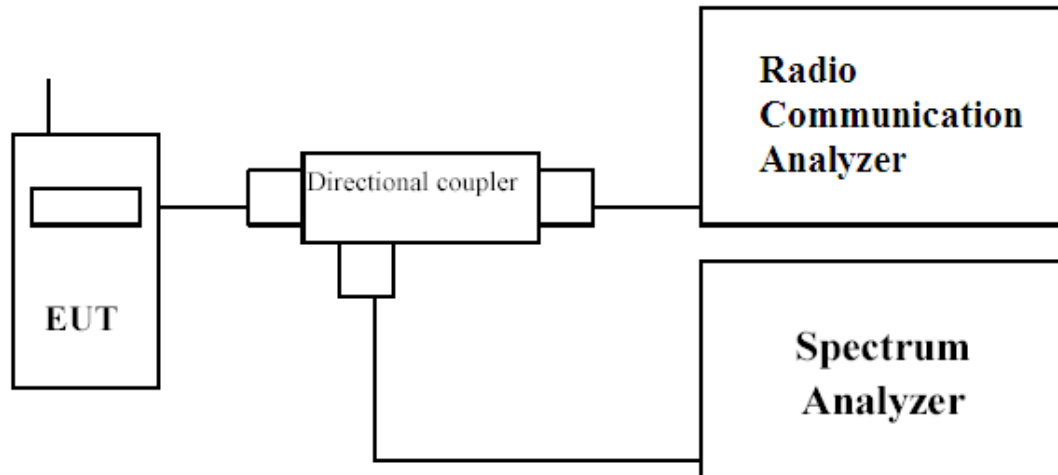 EUT
Directional coupler
Radio
Communication
Analyzer
Spectrum
Analyzer